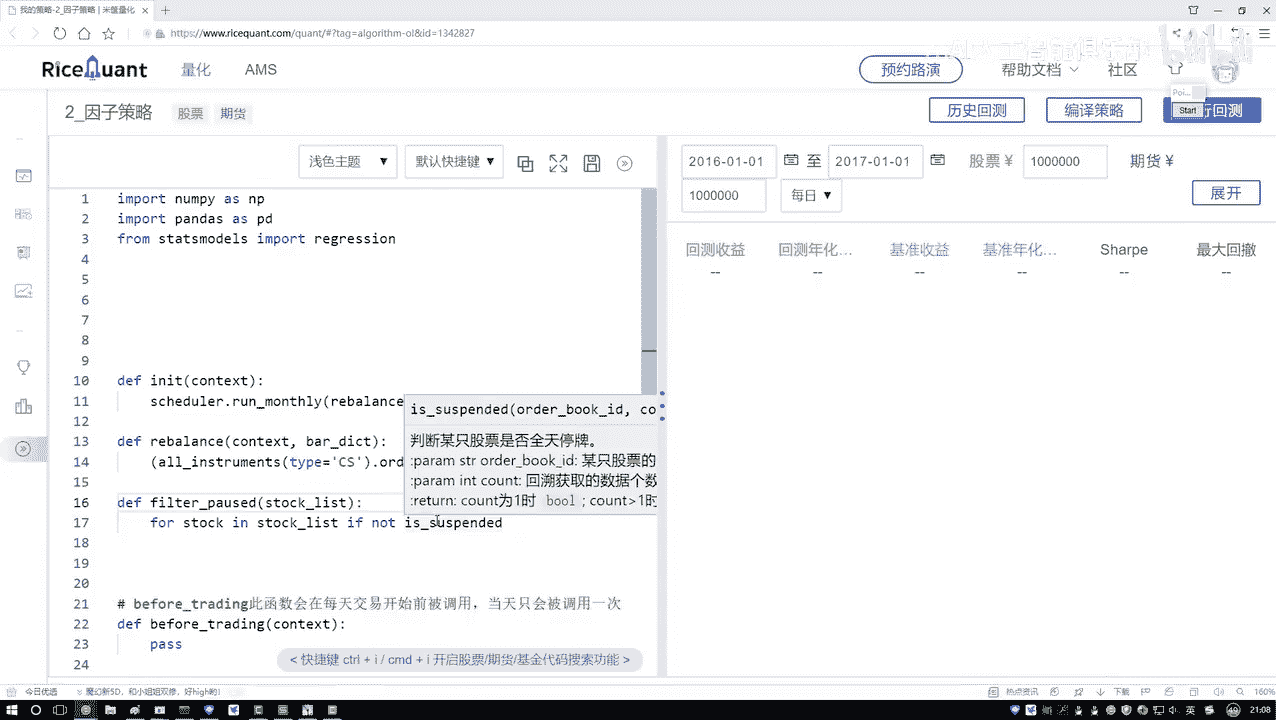 我的策略-2_因子策略 | 米筐量化
https://www.ricequant.com/quant/#?tag=algorithm-ol&id=1342827
RiceQuant
量化
AMS
预约路演
帮助文档
社区
Poi...
Start
2_因子策略
股票
期货
历史回测
编译策略
行回测
浅色主题 ▼
默认快捷键 ▼
2016-01-01
至
2017-01-01
股票 ¥
1000000
期货 ¥
1000000
每日 ▼
展开
回测收益
回测年化...
基准收益
基准年化...
Sharpe
最大回撤
--
--
--
--
--
--
1 import numpy as np
2 import pandas as pd
3 from statsmodels import regression
4
5
6
7
8
9
10 def init(context):
11 scheduler.run_monthly(rebalance
12
13 def rebalance(context, bar_dict):
14 (all_instruments(type='CS').ord
15
16 def filter_paused(stock_list):
17 for stock in stock_list if not is_suspended
18
19
20
21 # before_trading此函数会在每天交易开始前被调用，当天只会被调用一次
22 def before_trading(context):
23 pass
24
is_suspended(order_book_id, co
判断某只股票是否全天停牌。
:param str order_book_id: 某只股票的
:param int count: 回溯获取的数据个数
:return: count为1时 bool ; count>1时
< 快捷键 ctrl + i / cmd + i 开启股票/期货/基金代码搜索功能 >
今日优选
魔幻新5D，和小姐姐双修，好high的!
热点资讯
下载
160%
英
21:08